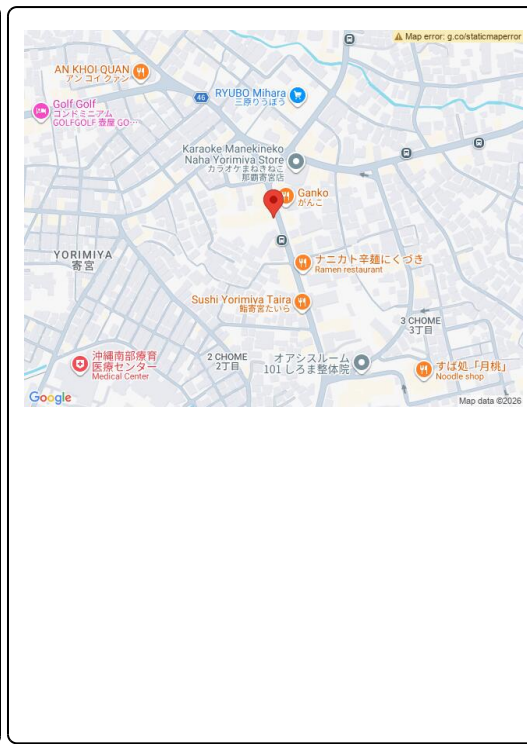 Map error: g.co/staticmaperror
AN KHOI QUAN
アン コイ クァン
46
RYUBO Mihara
三原りうぼう
Golf Golf
コンドミニアム
GOLFGOLF 壺屋 GO…
Karaoke Manekineko
Naha Yorimiya Store
カラオケまねきねこ
那覇寄宮店
Ganko
がんこ
YORIMIYA
寄宮
ナニカト辛麺にくづき
Ramen restaurant
Sushi Yorimiya Taira
鮨寄宮たいら
3 CHOME
3丁目
沖縄南部療育
医療センター
Medical Center
2 CHOME
2丁目
オアシスルーム
101 しろま整体院
すば処「月桃」
Noodle shop
Google
Map data ©2026